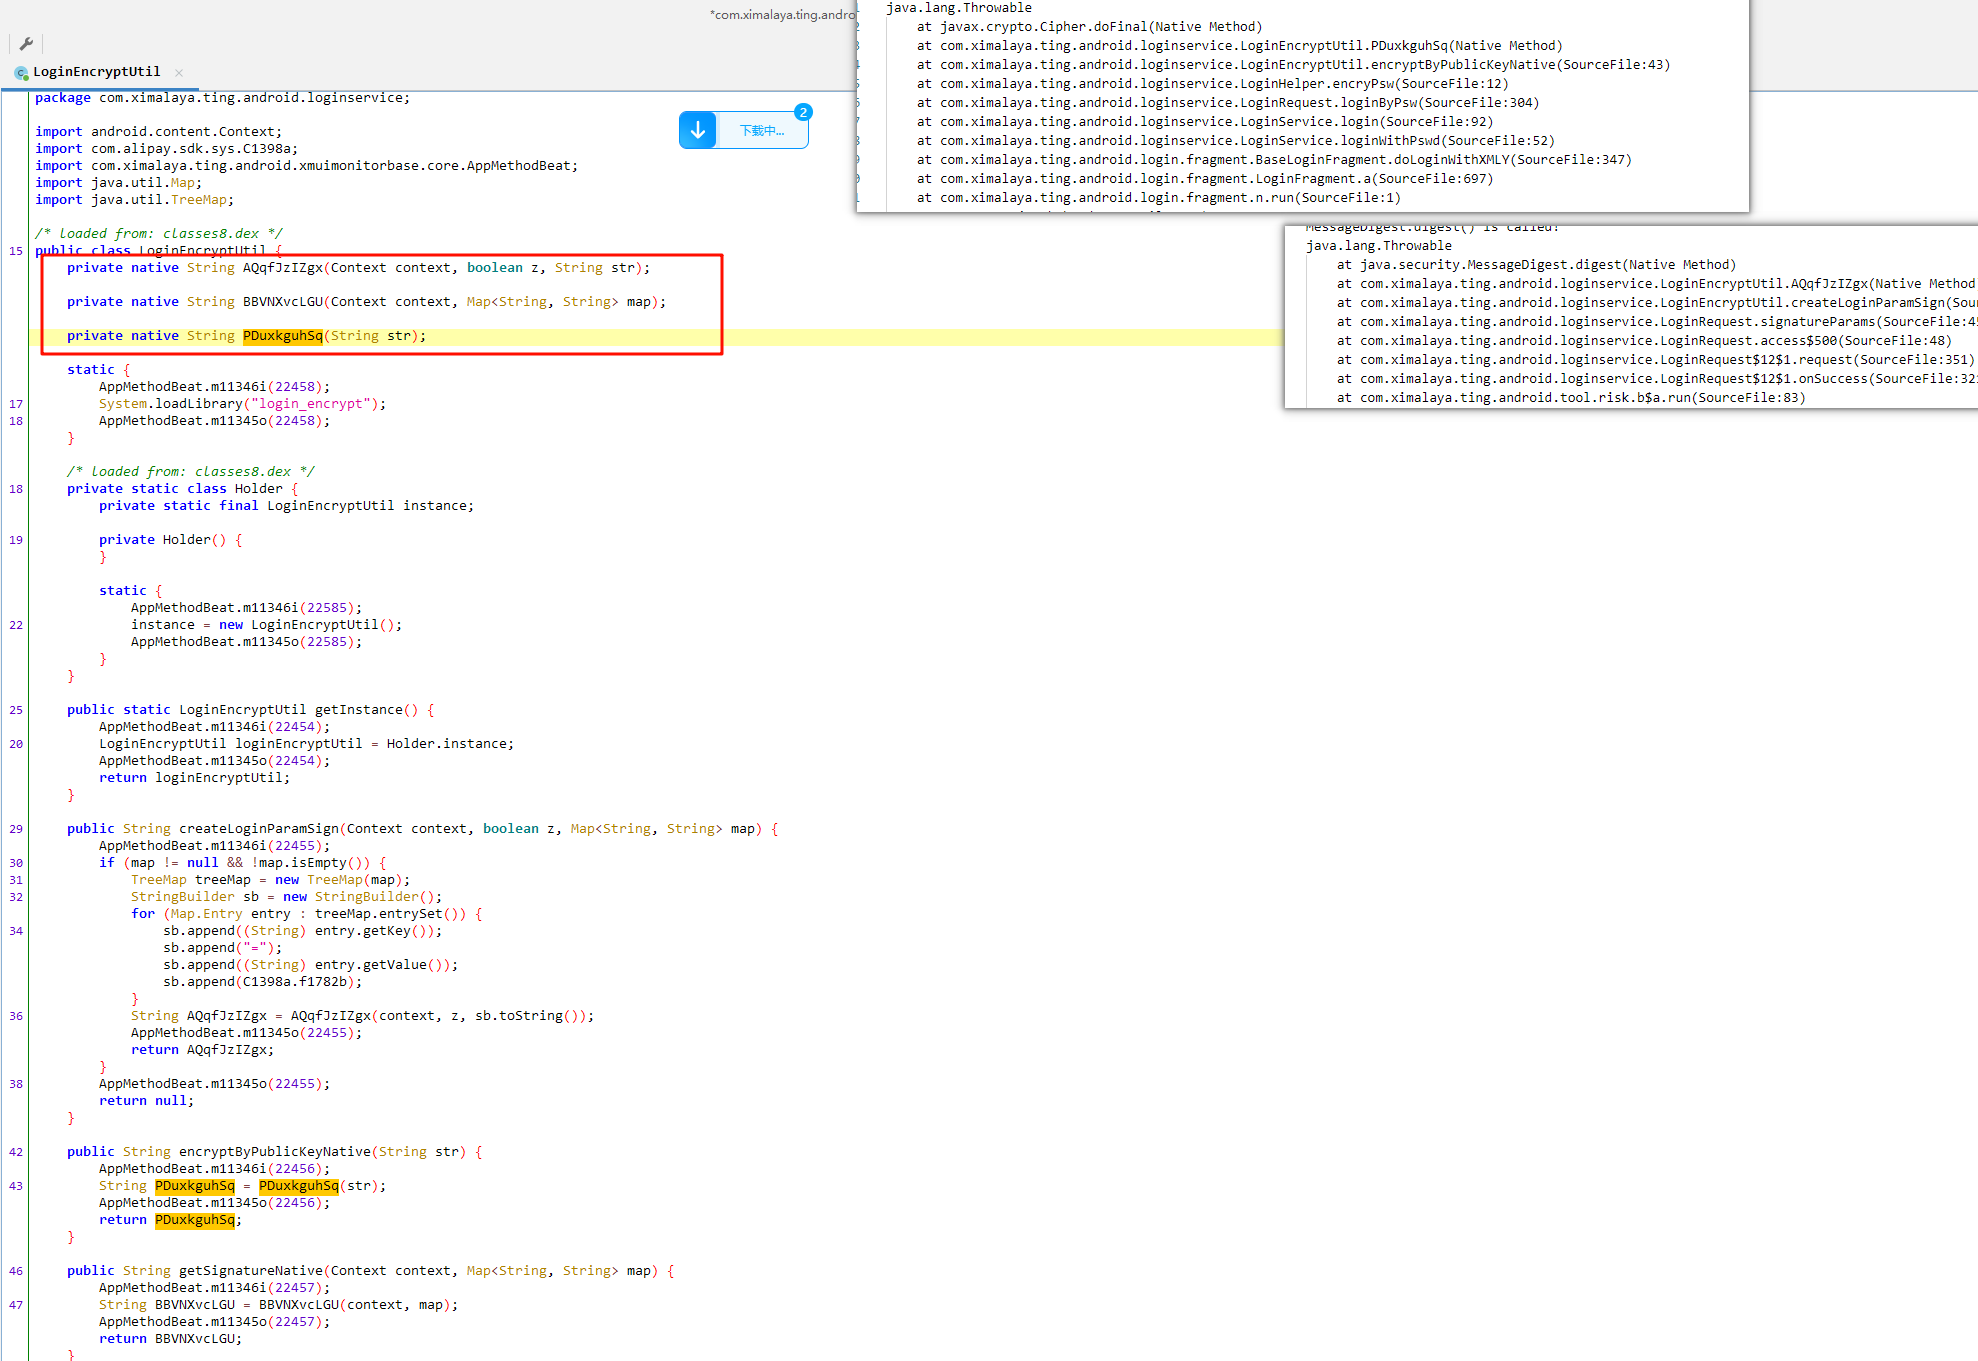 *com.ximalaya.ting.andro
LoginEncryptUtil
package com.ximalaya.ting.android.loginservice;
import android.content.Context;
import com.alipay.sdk.sys.C1398a;
import com.ximalaya.ting.android.xmuimonitorbase.core.AppMethodBeat;
import java.util.Map;
import java.util.TreeMap;
/* loaded from: classes8.dex */
15 public class LoginEncryptUtil {
private native String AQqfJzIZgx(Context context, boolean z, String str);
private native String BBVNXvcLGU(Context context, Map<String, String> map);
private native String PDuxkguhSq(String str);
static {
AppMethodBeat.m11346i(22458);
17 System.loadLibrary("login_encrypt");
18 AppMethodBeat.m11345o(22458);
}
/* loaded from: classes8.dex */
18 private static class Holder {
private static final LoginEncryptUtil instance;
19 private Holder() {
}
static {
AppMethodBeat.m11346i(22585);
22 instance = new LoginEncryptUtil();
AppMethodBeat.m11345o(22585);
}
}
25 public static LoginEncryptUtil getInstance() {
AppMethodBeat.m11346i(22454);
20 LoginEncryptUtil loginEncryptUtil = Holder.instance;
AppMethodBeat.m11345o(22454);
return loginEncryptUtil;
}
29 public String createLoginParamSign(Context context, boolean z, Map<String, String> map) {
AppMethodBeat.m11346i(22455);
30 if (map != null && !map.isEmpty()) {
31 TreeMap treeMap = new TreeMap(map);
32 StringBuilder sb = new StringBuilder();
for (Map.Entry entry : treeMap.entrySet()) {
34 sb.append((String) entry.getKey());
sb.append("=");
sb.append((String) entry.getValue());
sb.append(C1398a.f1782b);
}
36 String AQqfJzIZgx = AQqfJzIZgx(context, z, sb.toString());
AppMethodBeat.m11345o(22455);
return AQqfJzIZgx;
}
38 AppMethodBeat.m11345o(22455);
return null;
}
42 public String encryptByPublicKeyNative(String str) {
AppMethodBeat.m11346i(22456);
43 String PDuxkguhSq = PDuxkguhSq(str);
AppMethodBeat.m11345o(22456);
return PDuxkguhSq;
}
46 public String getSignatureNative(Context context, Map<String, String> map) {
AppMethodBeat.m11346i(22457);
47 String BBVNXvcLGU = BBVNXvcLGU(context, map);
AppMethodBeat.m11345o(22457);
return BBVNXvcLGU;
}
下载中...
2
java.lang.Throwable
at javax.crypto.Cipher.doFinal(Native Method)
at com.ximalaya.ting.android.loginservice.LoginEncryptUtil.PDuxkguhSq(Native Method)
at com.ximalaya.ting.android.loginservice.LoginEncryptUtil.encryptByPublicKeyNative(SourceFile:43)
at com.ximalaya.ting.android.loginservice.LoginHelper.encryPsw(SourceFile:12)
at com.ximalaya.ting.android.loginservice.LoginRequest.loginByPsw(SourceFile:304)
at com.ximalaya.ting.android.loginservice.LoginService.login(SourceFile:92)
at com.ximalaya.ting.android.loginservice.LoginService.loginWithPswd(SourceFile:52)
at com.ximalaya.ting.android.login.fragment.BaseLoginFragment.doLoginWithXMLY(SourceFile:347)
at com.ximalaya.ting.android.login.fragment.LoginFragment.a(SourceFile:697)
at com.ximalaya.ting.android.login.fragment.n.run(SourceFile:1)
MessageDigest.digest() is called!
java.lang.Throwable
at java.security.MessageDigest.digest(Native Method)
at com.ximalaya.ting.android.loginservice.LoginEncryptUtil.AQqfJzIZgx(Native Method
at com.ximalaya.ting.android.loginservice.LoginEncryptUtil.createLoginParamSign(Sou
at com.ximalaya.ting.android.loginservice.LoginRequest.signatureParams(SourceFile:45
at com.ximalaya.ting.android.loginservice.LoginRequest.access$500(SourceFile:48)
at com.ximalaya.ting.android.loginservice.LoginRequest$12$1.request(SourceFile:351)
at com.ximalaya.ting.android.loginservice.LoginRequest$12$1.onSuccess(SourceFile:321
at com.ximalaya.ting.android.tool.risk.b$a.run(SourceFile:83)